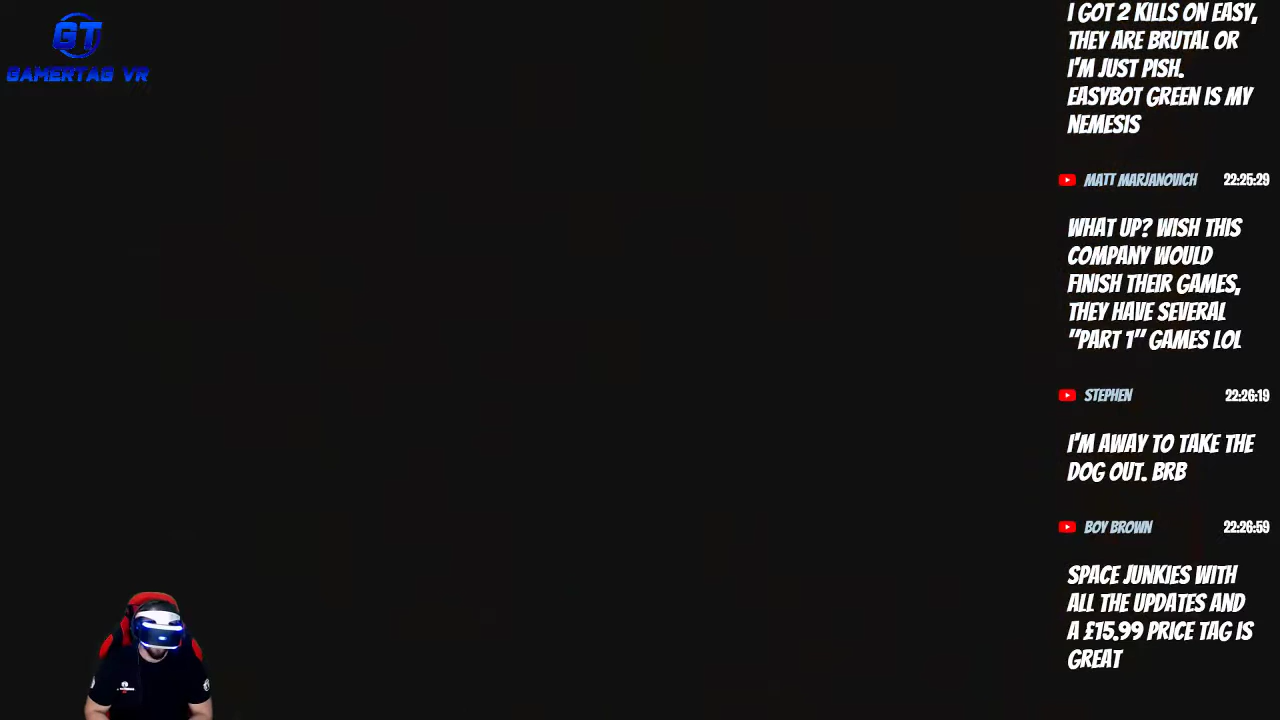 GT
GAMERTAG VR
I GOT 2 KILLS ON EASY,
THEY ARE BRUTAL OR
I'M JUST PISH.
EASYBOT GREEN IS MY
NEMESIS
MATT MARJANOVICH 22:25:29
WHAT UP? WISH THIS
COMPANY WOULD
FINISH THEIR GAMES,
THEY HAVE SEVERAL
"PART 1" GAMES LOL
STEPHEN 22:26:19
I'M AWAY TO TAKE THE
DOG OUT. BRB
BOY BROWN 22:26:59
SPACE JUNKIES WITH
ALL THE UPDATES AND
A £15.99 PRICE TAG IS
GREAT